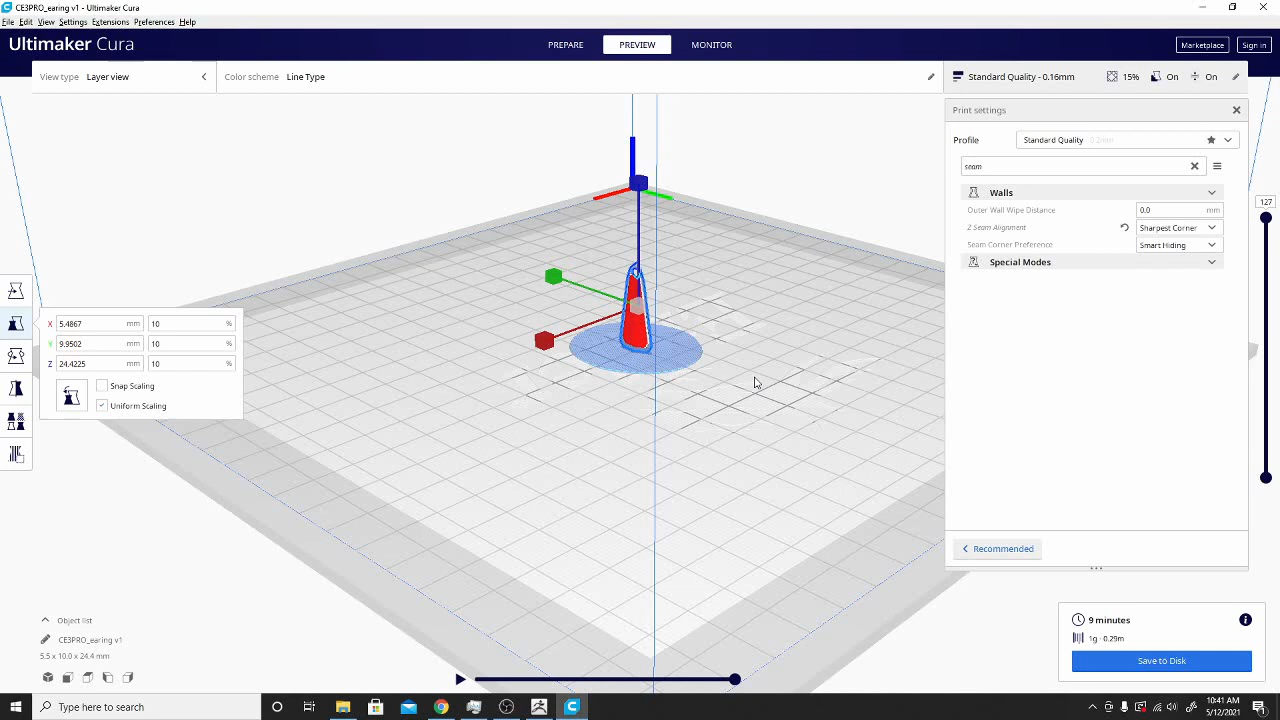 CE3PRO_earing v1 - Ultimaker Cura
File Edit View Settings Extensions Preferences Help
Ultimaker Cura
PREPARE PREVIEW MONITOR
Marketplace Sign in
View type Layer view
Color scheme Line Type
Standard Quality - 0.16mm 15% On On
Print settings
Profile Standard Quality 0.2mm
seam
Walls
Outer Wall Wipe Distance 0.0 mm
Z Seam Alignment Sharpest Corner
Seam Corner Preference Smart Hiding
Special Modes
127
X 5.4867 mm 10 %
Y 9.9502 mm 10 %
Z 24.4225 mm 10 %
Snap Scaling
Uniform Scaling
Recommended
Object list
CE3PRO_earing v1
5.5 x 10.0 x 24.4 mm
9 minutes
1g · 0.29m
Save to Disk
Type here to search
10:41 AM
5/12/2021